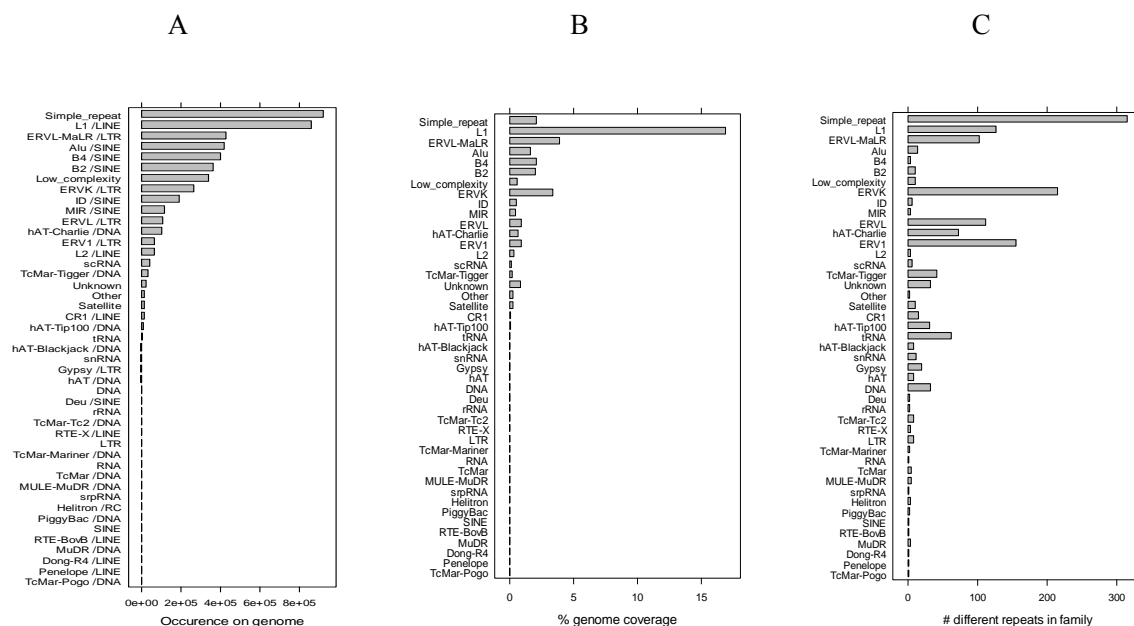 A
B
C
Simple_repeat
L1 /LINE
ERVL-MaLR /LTR
Alu /SINE
B4 /SINE
B2 /SINE
Low_complexity
ERVK /LTR
ID /SINE
MIR /SINE
ERVL /LTR
hAT-Charlie /DNA
ERV1 /LTR
L2 /LINE
scRNA
TcMar-Tigger /DNA
Unknown
Other
Satellite
CR1 /LINE
hAT-Tip100 /DNA
tRNA
hAT-Blackjack /DNA
snRNA
Gypsy /LTR
hAT /DNA
DNA
Deu /SINE
rRNA
TcMar-Tc2 /DNA
RTE-X /LINE
LTR
TcMar-Mariner /DNA
RNA
TcMar /DNA
MULE-MuDR /DNA
srpRNA
Helitron /RC
PiggyBac /DNA
SINE
RTE-BovB /LINE
MuDR /DNA
Dong-R4 /LINE
Penelope /LINE
TcMar-Pogo /DNA
0e+00 2e+05 4e+05 6e+05 8e+05
Occurence on genome
Simple_repeat
L1
ERVL-MaLR
Alu
B4
B2
Low_complexity
ERVK
ID
MIR
ERVL
hAT-Charlie
ERV1
L2
scRNA
TcMar-Tigger
Unknown
Other
Satellite
CR1
hAT-Tip100
tRNA
hAT-Blackjack
snRNA
Gypsy
hAT
DNA
Deu
rRNA
TcMar-Tc2
RTE-X
LTR
TcMar-Mariner
RNA
TcMar
MULE-MuDR
srpRNA
Helitron
PiggyBac
SINE
RTE-BovB
MuDR
Dong-R4
Penelope
TcMar-Pogo
0 5 10 15
% genome coverage
Simple_repeat
L1
ERVL-MaLR
Alu
B4
B2
Low_complexity
ERVK
ID
MIR
ERVL
hAT-Charlie
ERV1
L2
scRNA
TcMar-Tigger
Unknown
Other
Satellite
CR1
hAT-Tip100
tRNA
hAT-Blackjack
snRNA
Gypsy
hAT
DNA
Deu
rRNA
TcMar-Tc2
RTE-X
LTR
TcMar-Mariner
RNA
TcMar
MULE-MuDR
srpRNA
Helitron
PiggyBac
SINE
RTE-BovB
MuDR
Dong-R4
Penelope
TcMar-Pogo
0 100 200 300
# different repeats in family